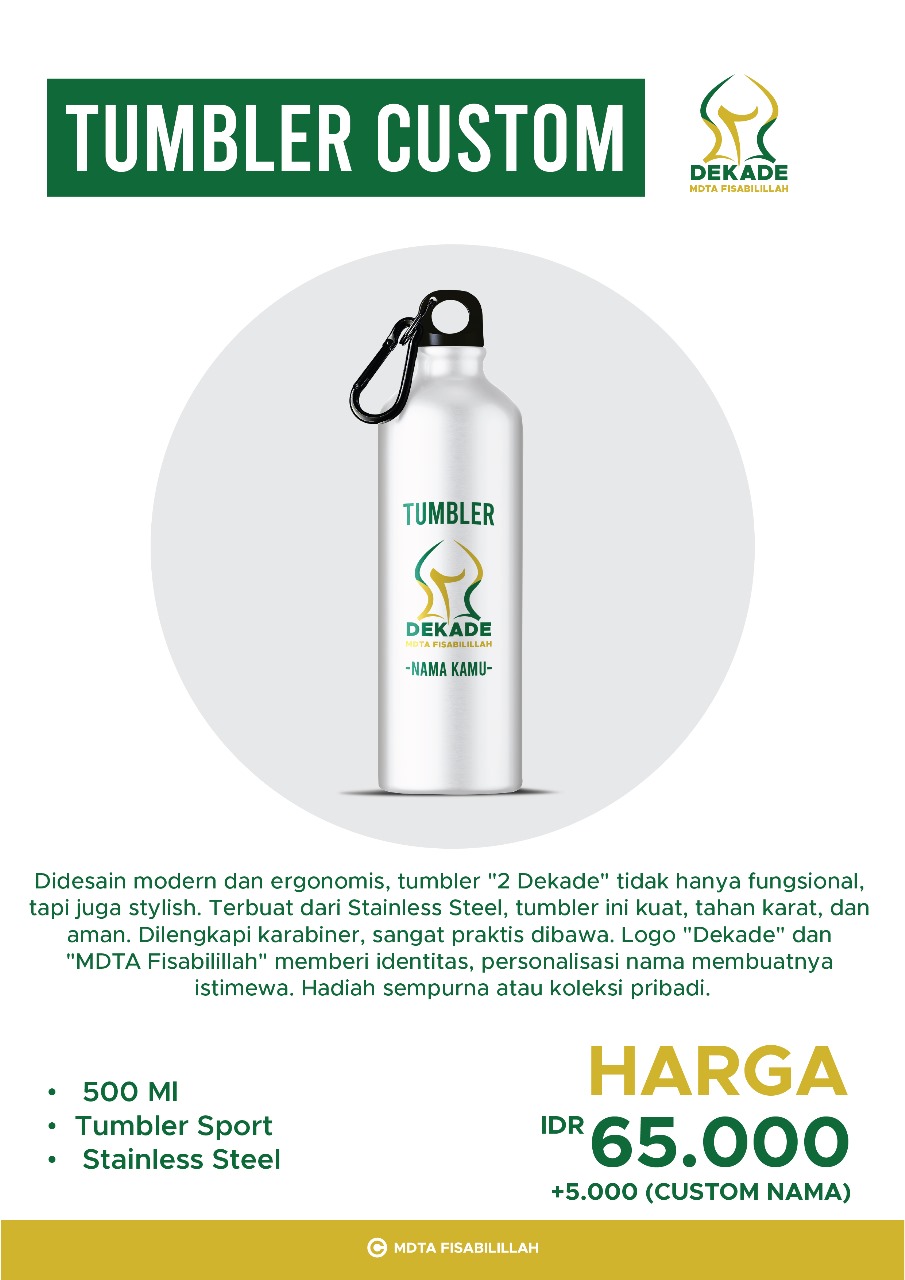 TUMBLER CUSTOM
DEKADE
MDTA FISABILILLAH
TUMBLER
DEKADE
MDTA FISABILILLAH
-NAMA KAMU-
Didesain modern dan ergonomis, tumbler "2 Dekade" tidak hanya fungsional,
tapi juga stylish. Terbuat dari Stainless Steel, tumbler ini kuat, tahan karat, dan
aman. Dilengkapi karabiner, sangat praktis dibawa. Logo "Dekade" dan
"MDTA Fisabilillah" memberi identitas, personalisasi nama membuatnya
istimewa. Hadiah sempurna atau koleksi pribadi.
• 500 Ml
• Tumbler Sport
• Stainless Steel
HARGA
IDR 65.000
+5.000 (CUSTOM NAMA)
© MDTA FISABILILLAH